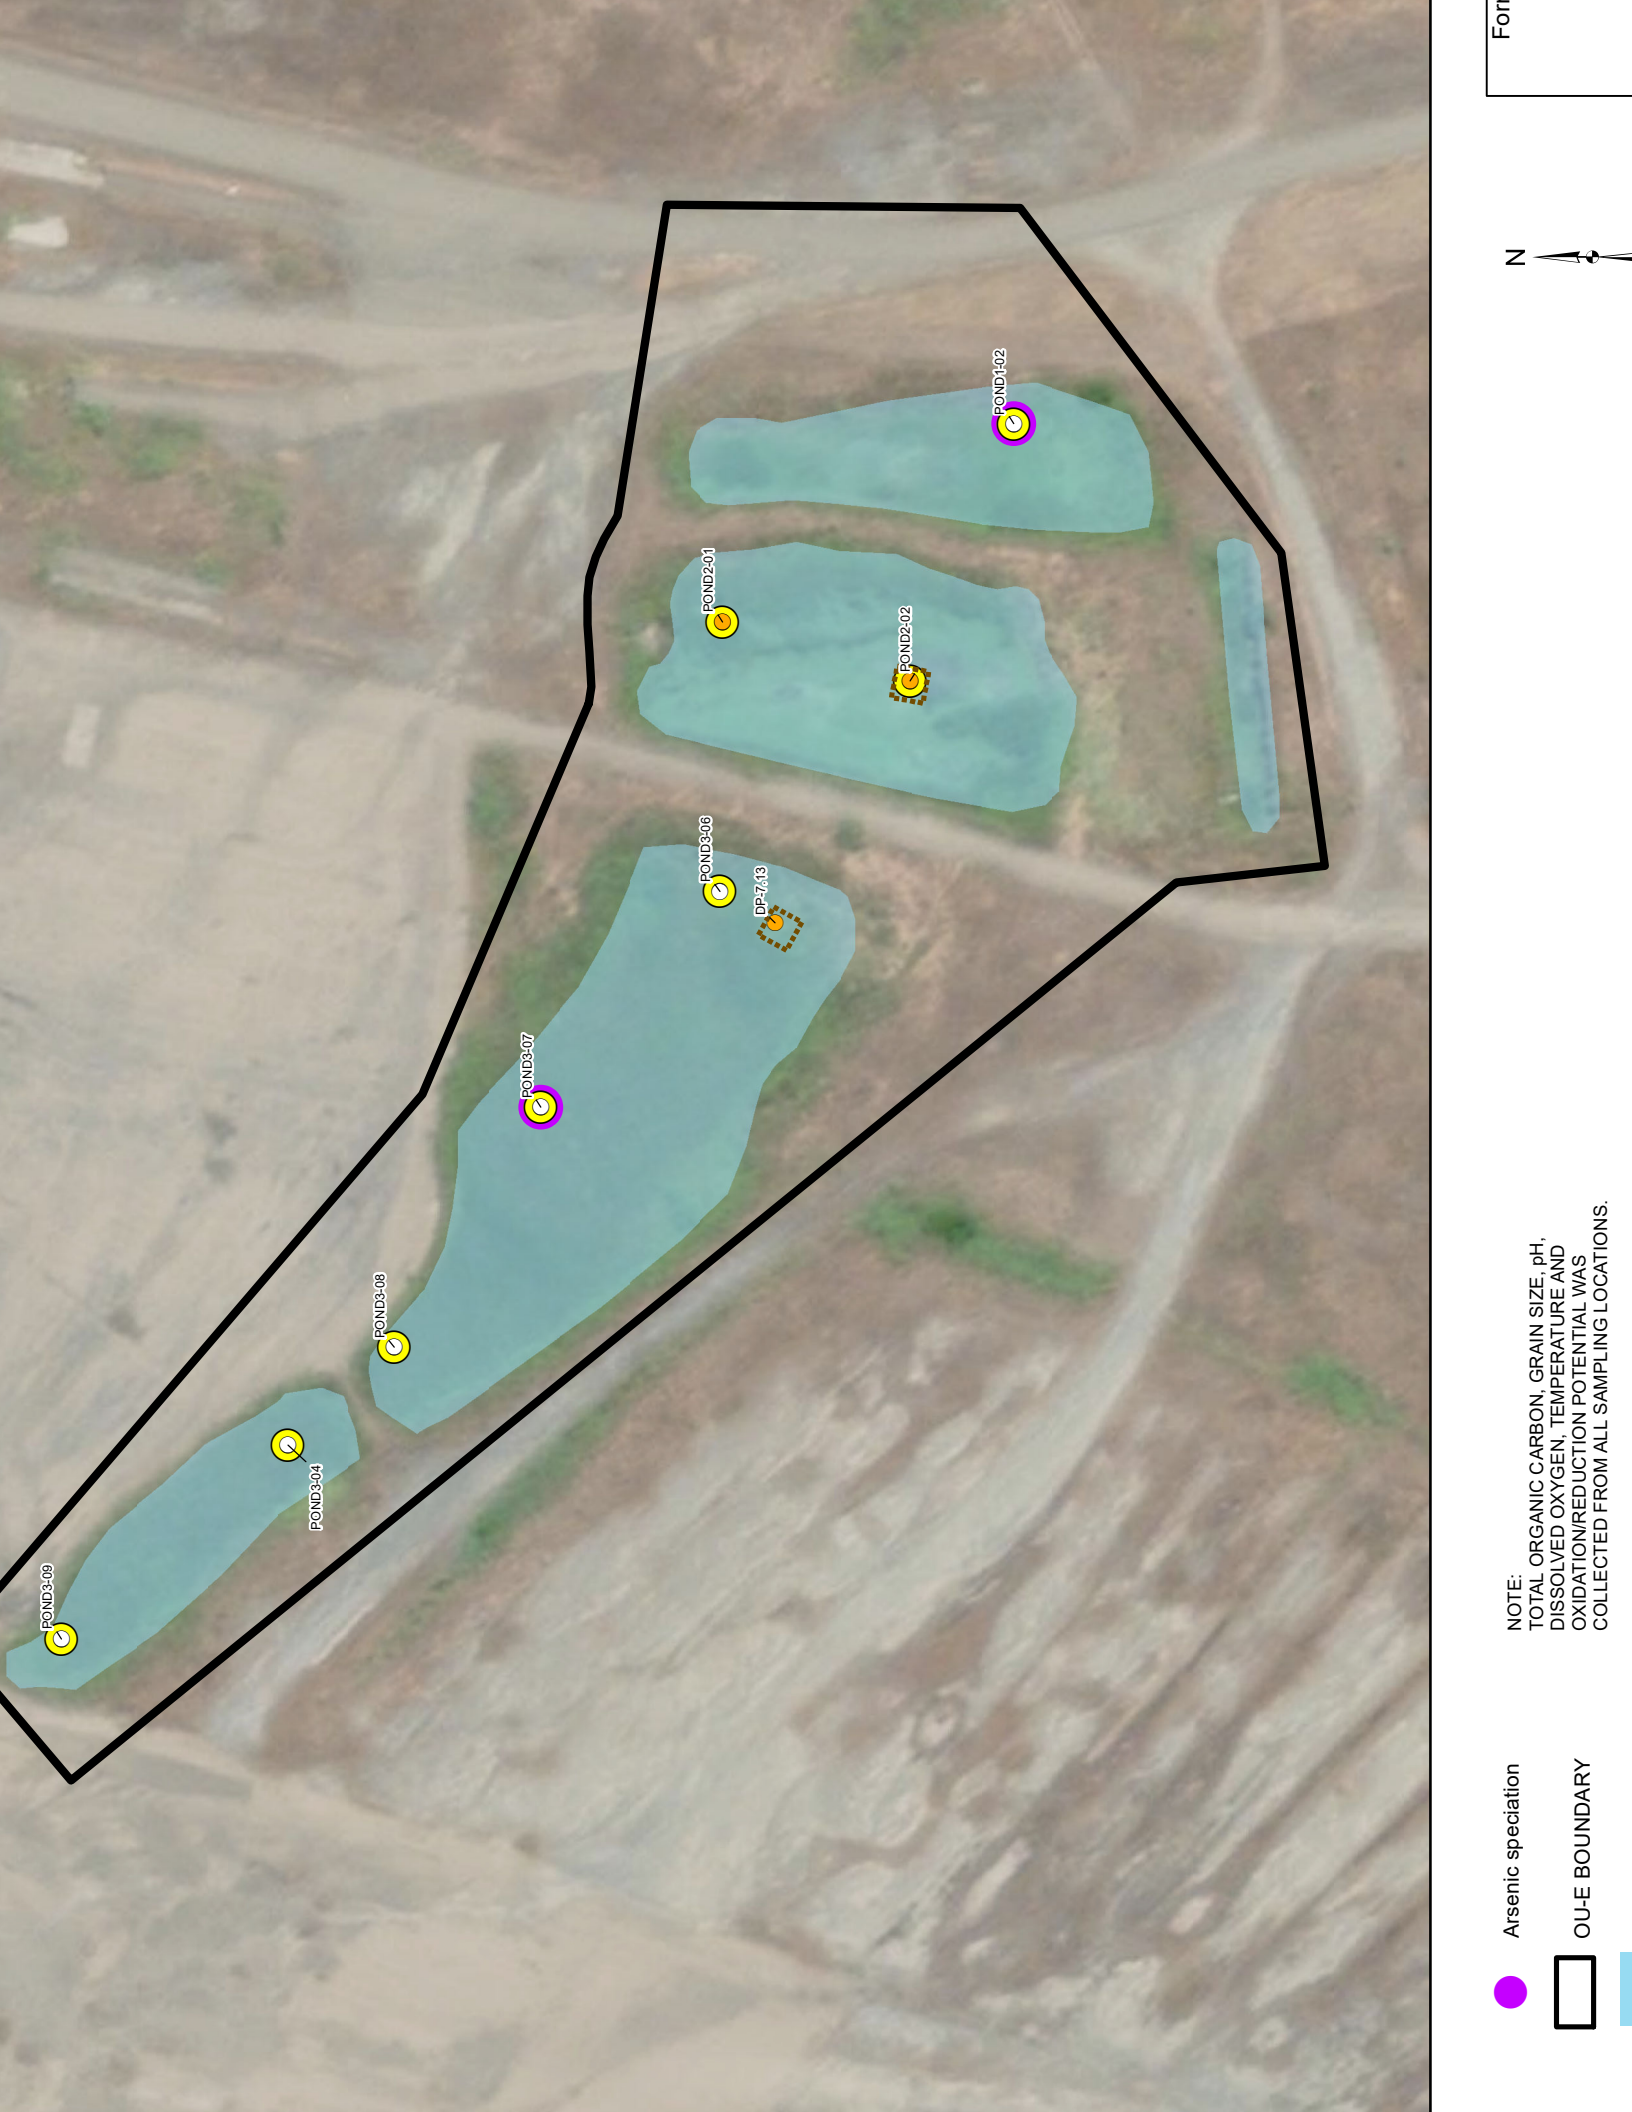 POND3-09
POND3-04
POND3-08
POND3-07
POND3-06
DP-7.13
POND2-01
POND2-02
POND1-02
N
NOTE:
TOTAL ORGANIC CARBON, GRAIN SIZE, pH,
DISSOLVED OXYGEN, TEMPERATURE AND
OXIDATION/REDUCTION POTENTIAL WAS
COLLECTED FROM ALL SAMPLING LOCATIONS.
Arsenic speciation
OU-E BOUNDARY